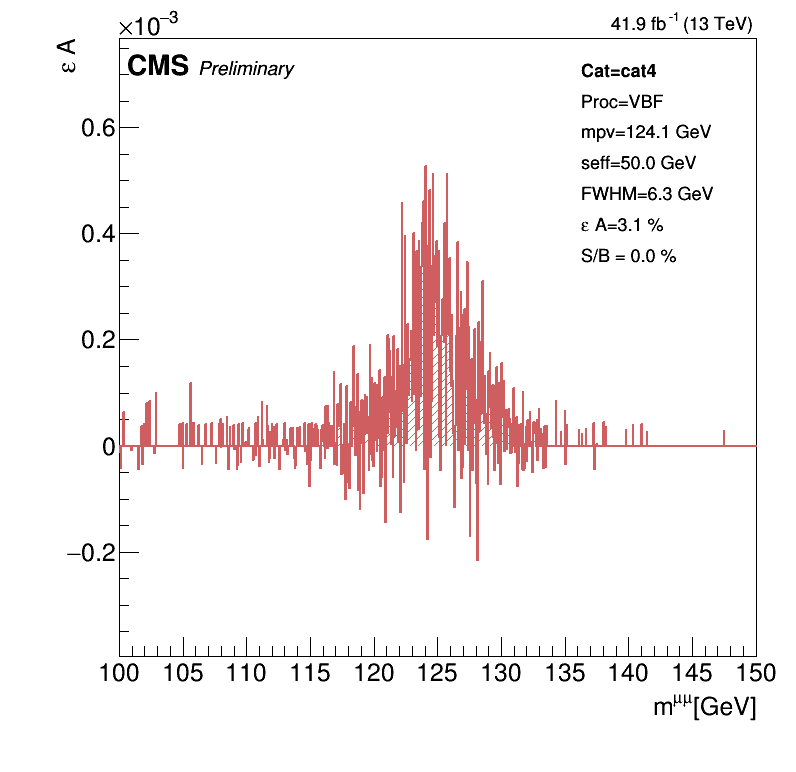 ×10⁻³
41.9 fb⁻¹ (13 TeV)
ε A
CMS Preliminary
Cat=cat4
Proc=VBF
mpv=124.1 GeV
seff=50.0 GeV
FWHM=6.3 GeV
ε A=3.1 %
S/B = 0.0 %
0.6
0.4
0.2
0
−0.2
100 105 110 115 120 125 130 135 140 145 150
m^μμ[GeV]